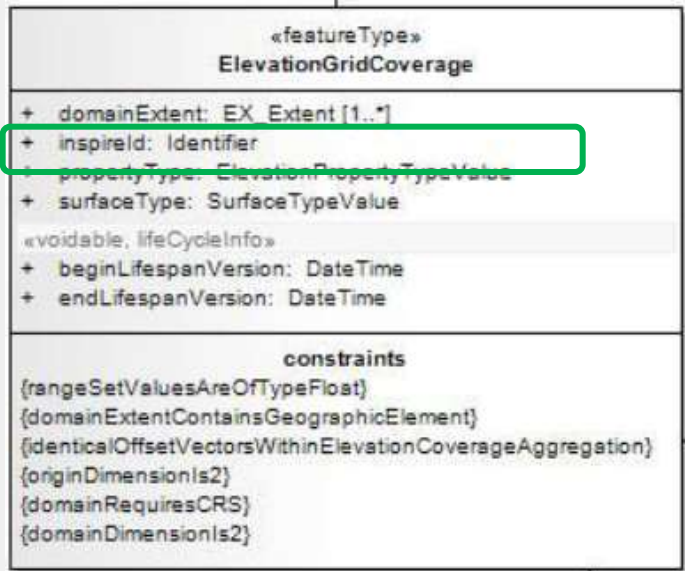 «featureType»
ElevationGridCoverage
+ domainExtent: EX_Extent [1..*]
+ inspireId: Identifier
+ propertyType: ElevationPropertyTypeValue
+ surfaceType: SurfaceTypeValue
«voidable, lifeCycleInfo»
+ beginLifespanVersion: DateTime
+ endLifespanVersion: DateTime
constraints
{rangeSetValuesAreOfTypeFloat}
{domainExtentContainsGeographicElement}
{identicalOffsetVectorsWithinElevationCoverageAggregation}
{originDimensionIs2}
{domainRequiresCRS}
{domainDimensionIs2}